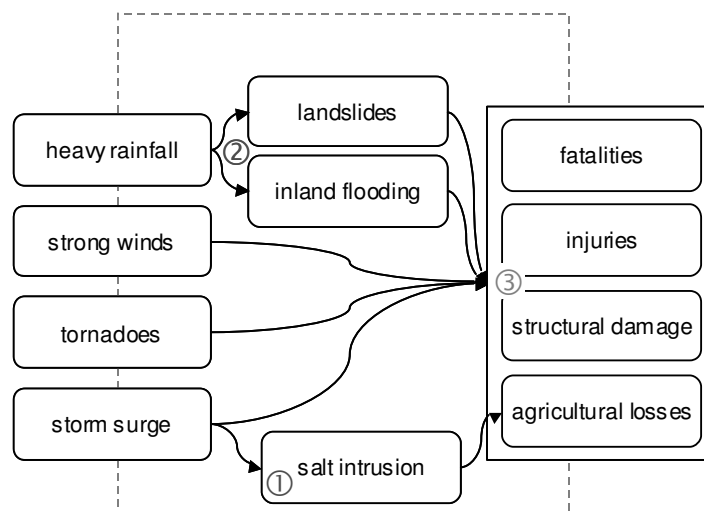 landslides
heavy rainfall
②
fatalities
inland flooding
strong winds
injuries
③
tornadoes
structural damage
storm surge
agricultural losses
salt intrusion
①